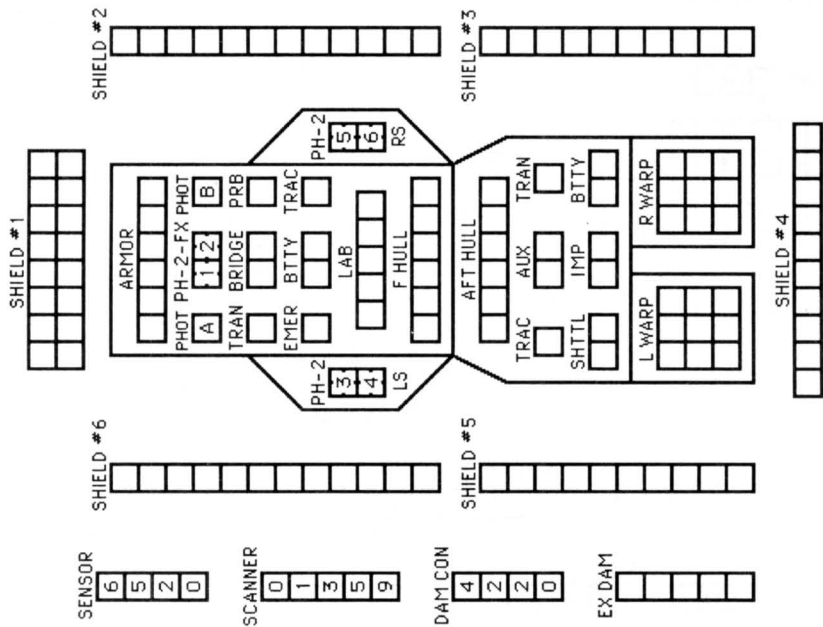 SHIELD #1
SHIELD #2
SHIELD #3
SHIELD #4
SHIELD #5
SHIELD #6
ARMOR
PHOT PH-2-FX PHOT
A 1 2 B
TRAN BRIDGE PRB
EMER BTTY TRAC
LAB
F HULL
PH-2
3
4
LS
PH-2
5
6
RS
AFT HULL
TRAC AUX TRAN
SHTTL IMP BTTY
L WARP R WARP
SENSOR
6 5 2 0
SCANNER
0 1 3 5 9
DAM CON
4 2 2 0
EX DAM